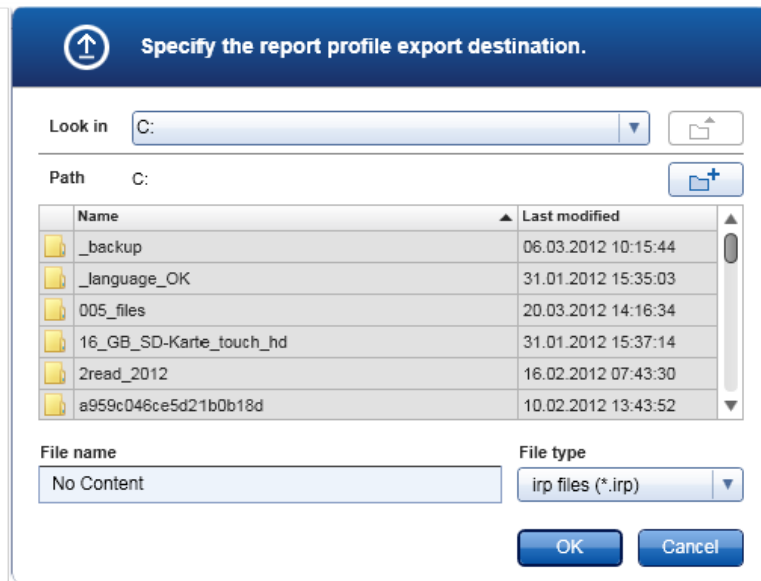 Specify the report profile export destination.
Look in C:
Path C:
Name Last modified
_backup 06.03.2012 10:15:44
_language_OK 31.01.2012 15:35:03
005_files 20.03.2012 14:16:34
16_GB_SD-Karte_touch_hd 31.01.2012 15:37:14
2read_2012 16.02.2012 07:43:30
a959c046ce5d21b0b18d 10.02.2012 13:43:52
File name File type
No Content irp files (*.irp)
OK Cancel